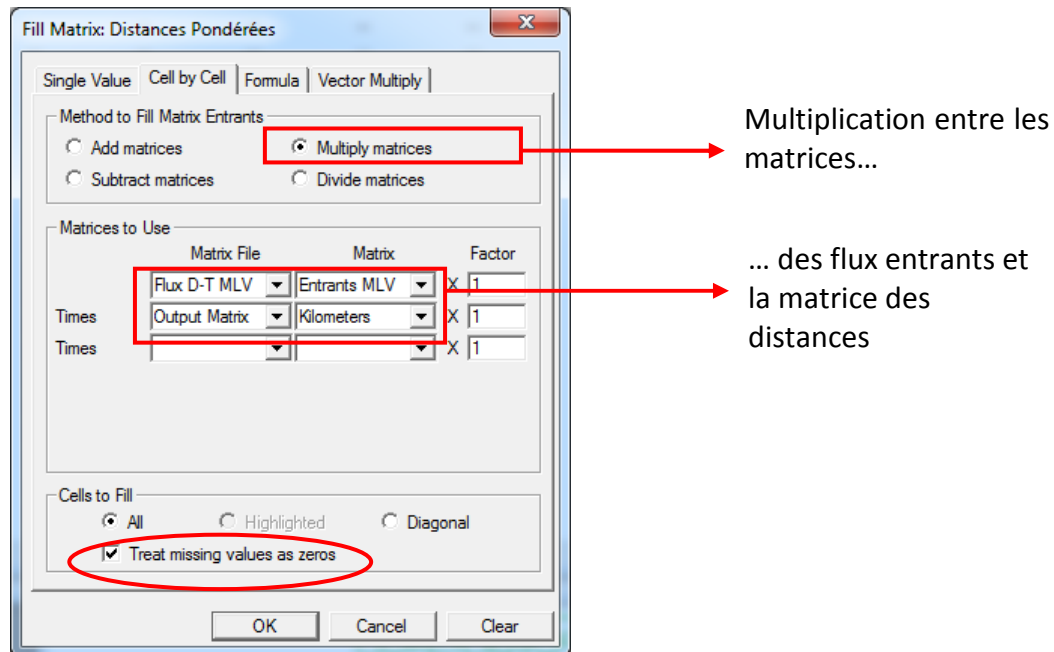 Fill Matrix: Distances Pondérées
Single Value Cell by Cell Formula Vector Multiply
Method to Fill Matrix Entrants
Add matrices Multiply matrices
Subtract matrices Divide matrices
Matrices to Use
Matrix File Matrix Factor
Flux D-T MLV Entrants MLV X 1
Times Output Matrix Kilometers X 1
Times X 1
Cells to Fill
All Highlighted Diagonal
Treat missing values as zeros
OK Cancel Clear
Multiplication entre les
matrices…
… des flux entrants et
la matrice des
distances